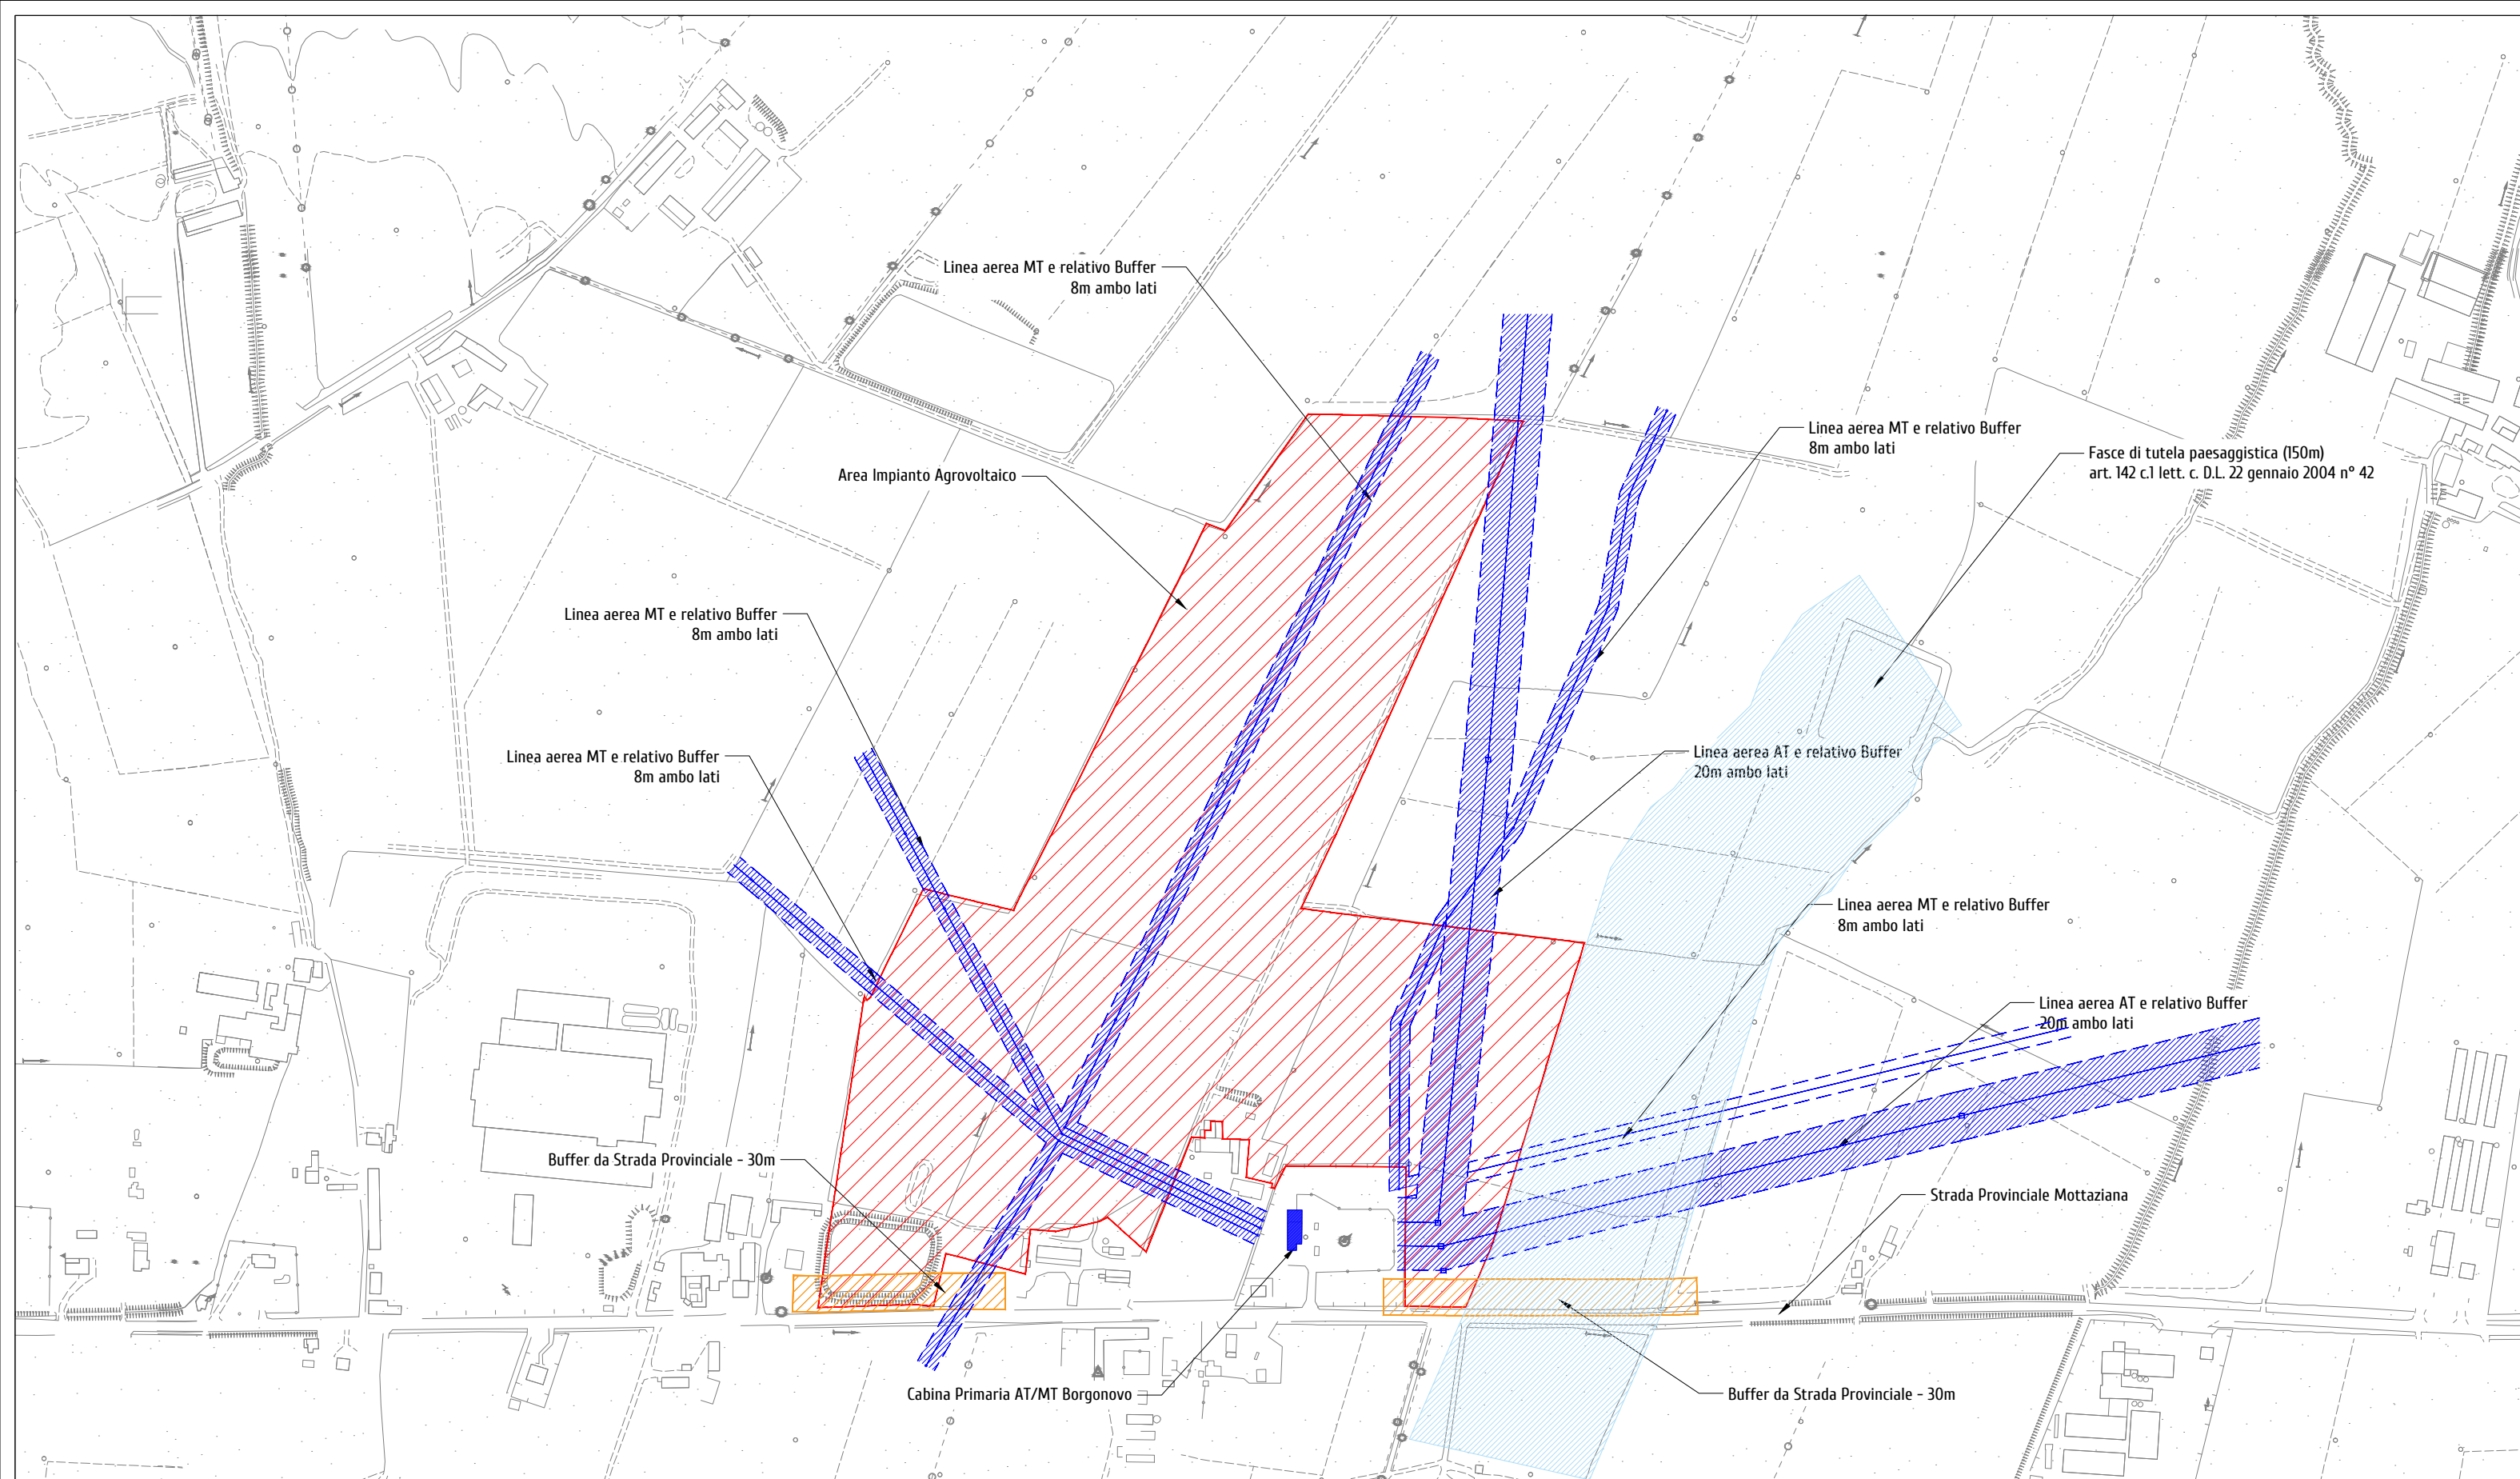 Linea aerea MT e relativo Buffer
8m ambo lati
Linea aerea MT e relativo Buffer
8m ambo lati
Fasce di tutela paesaggistica (150m)
art. 142 c.1 lett. c. D.L. 22 gennaio 2004 n° 42
Area Impianto Agrovoltaico
Linea aerea MT e relativo Buffer
8m ambo lati
Linea aerea MT e relativo Buffer
8m ambo lati
Linea aerea AT e relativo Buffer
20m ambo lati
Linea aerea MT e relativo Buffer
8m ambo lati
Linea aerea AT e relativo Buffer
20m ambo lati
Buffer da Strada Provinciale - 30m
Strada Provinciale Mottaziana
Cabina Primaria AT/MT Borgonovo
Buffer da Strada Provinciale - 30m